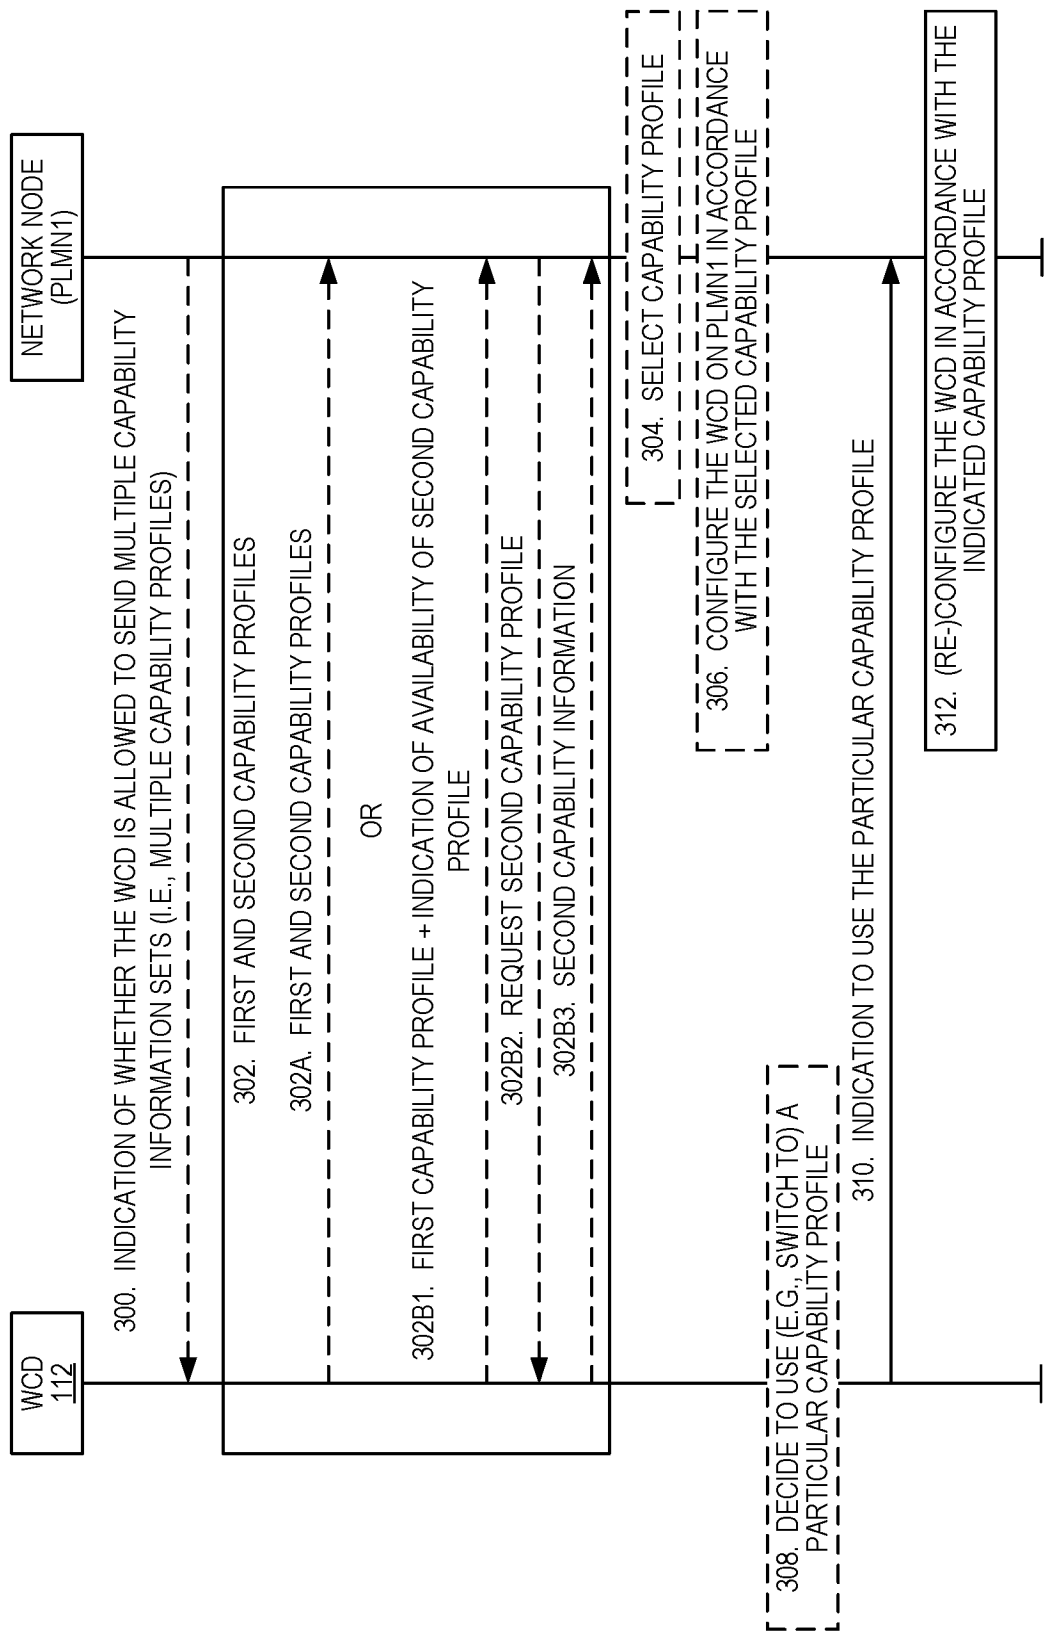 WCD
112
NETWORK NODE
(PLMN1)
300. INDICATION OF WHETHER THE WCD IS ALLOWED TO SEND MULTIPLE CAPABILITY
INFORMATION SETS (I.E., MULTIPLE CAPABILITY PROFILES)
302. FIRST AND SECOND CAPABILITY PROFILES
302A. FIRST AND SECOND CAPABILITY PROFILES
OR
302B1. FIRST CAPABILITY PROFILE + INDICATION OF AVAILABILITY OF SECOND CAPABILITY
PROFILE
302B2. REQUEST SECOND CAPABILITY PROFILE
302B3. SECOND CAPABILITY INFORMATION
304. SELECT CAPABILITY PROFILE
306. CONFIGURE THE WCD ON PLMN1 IN ACCORDANCE
WITH THE SELECTED CAPABILITY PROFILE
308. DECIDE TO USE (E.G., SWITCH TO) A
PARTICULAR CAPABILITY PROFILE
310. INDICATION TO USE THE PARTICULAR CAPABILITY PROFILE
312. (RE-)CONFIGURE THE WCD IN ACCORDANCE WITH THE
INDICATED CAPABILITY PROFILE